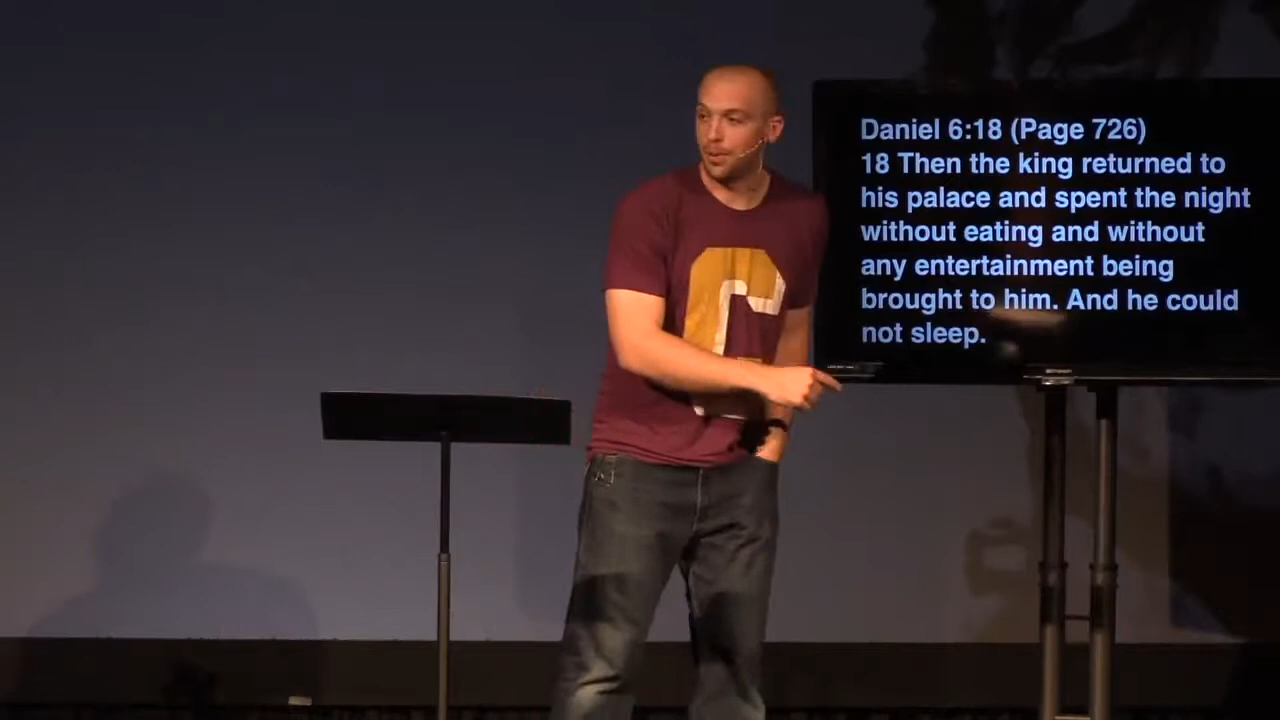 Daniel 6:18 (Page 726)
18 Then the king returned to
his palace and spent the night
without eating and without
any entertainment being
brought to him. And he could
not sleep.
C